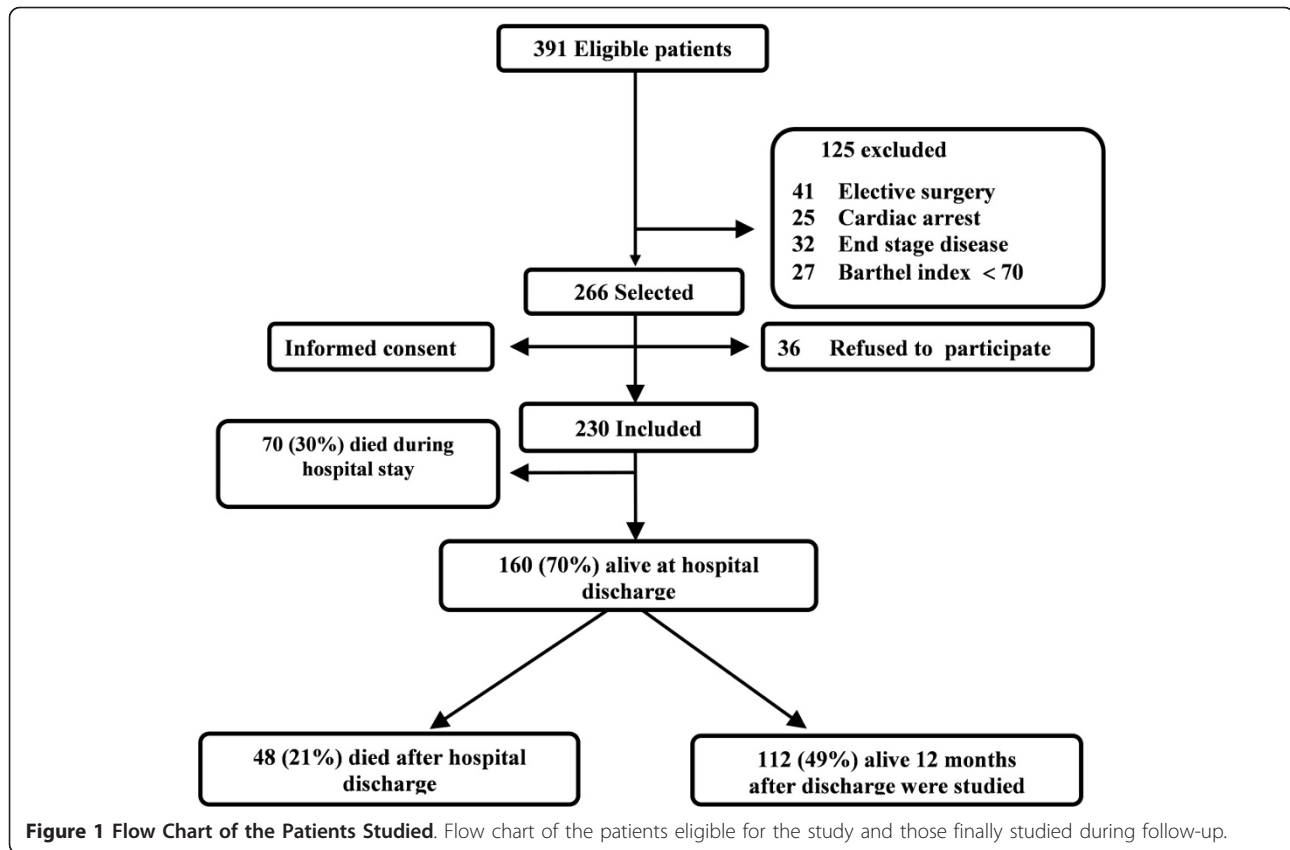 391 Eligible patients
125 excluded
41 Elective surgery
25 Cardiac arrest
32 End stage disease
27 Barthel index < 70
266 Selected
Informed consent
36 Refused to participate
230 Included
70 (30%) died during
hospital stay
160 (70%) alive at hospital
discharge
48 (21%) died after hospital
discharge
112 (49%) alive 12 months
after discharge were studied
Figure 1 Flow Chart of the Patients Studied. Flow chart of the patients eligible for the study and those finally studied during follow-up.